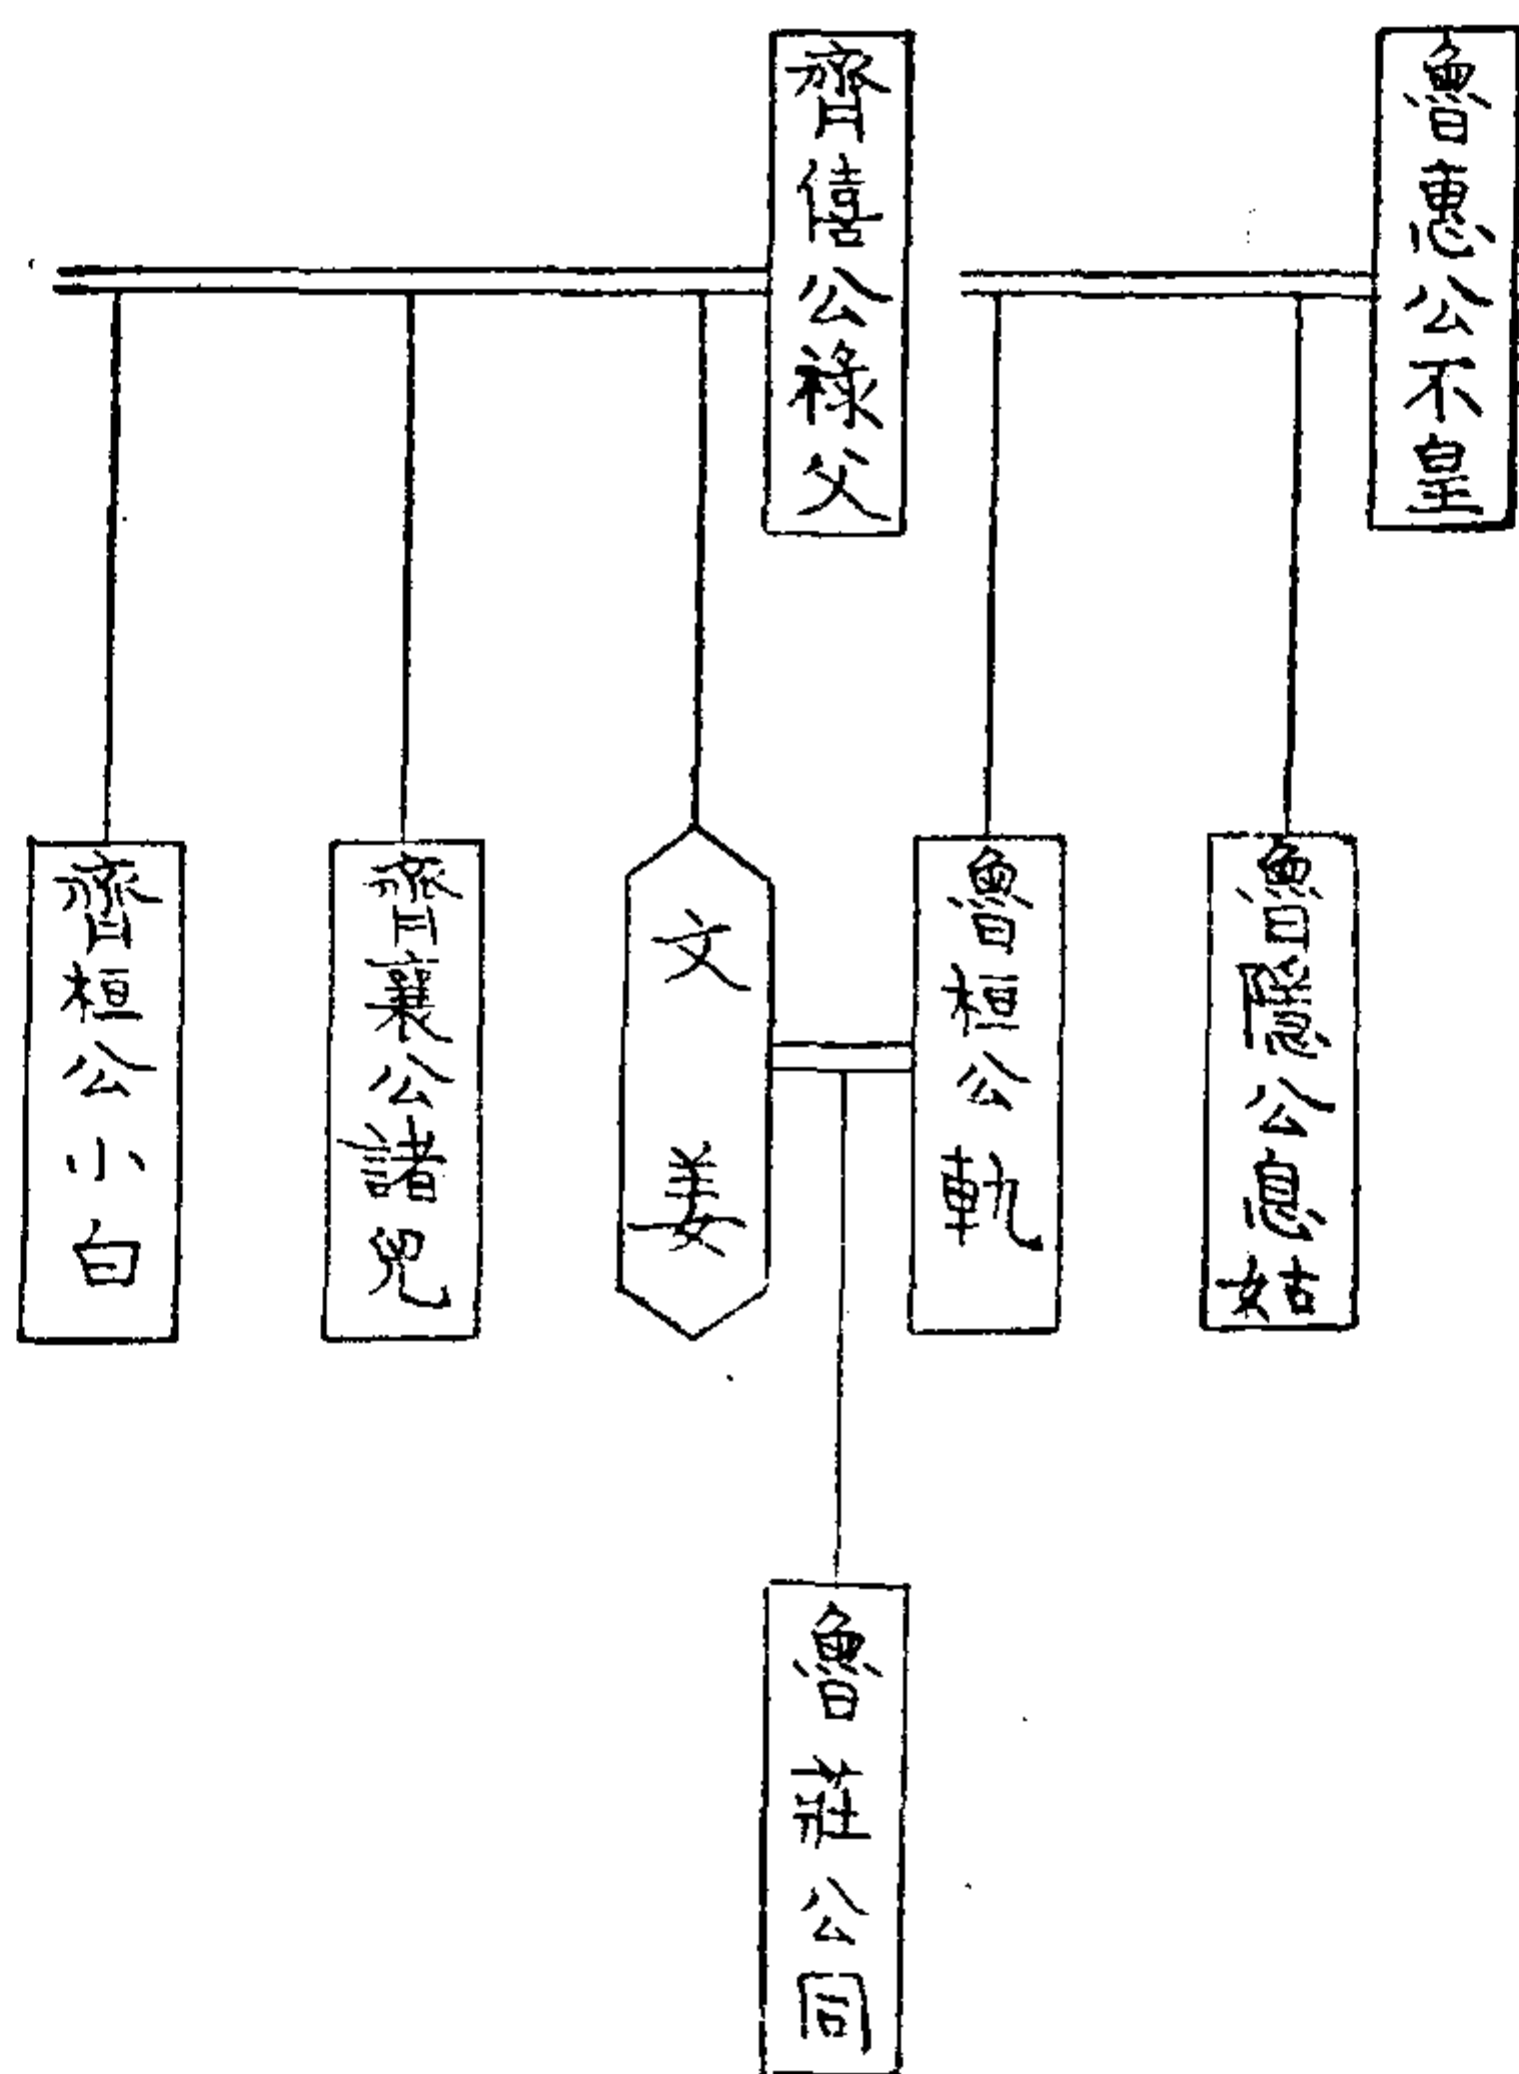 魯惠公不皇
齊僖公祿父
魯隱公息姑
魯桓公軌
文姜
齊襄公諸兒
齊桓公小白
魯莊公同